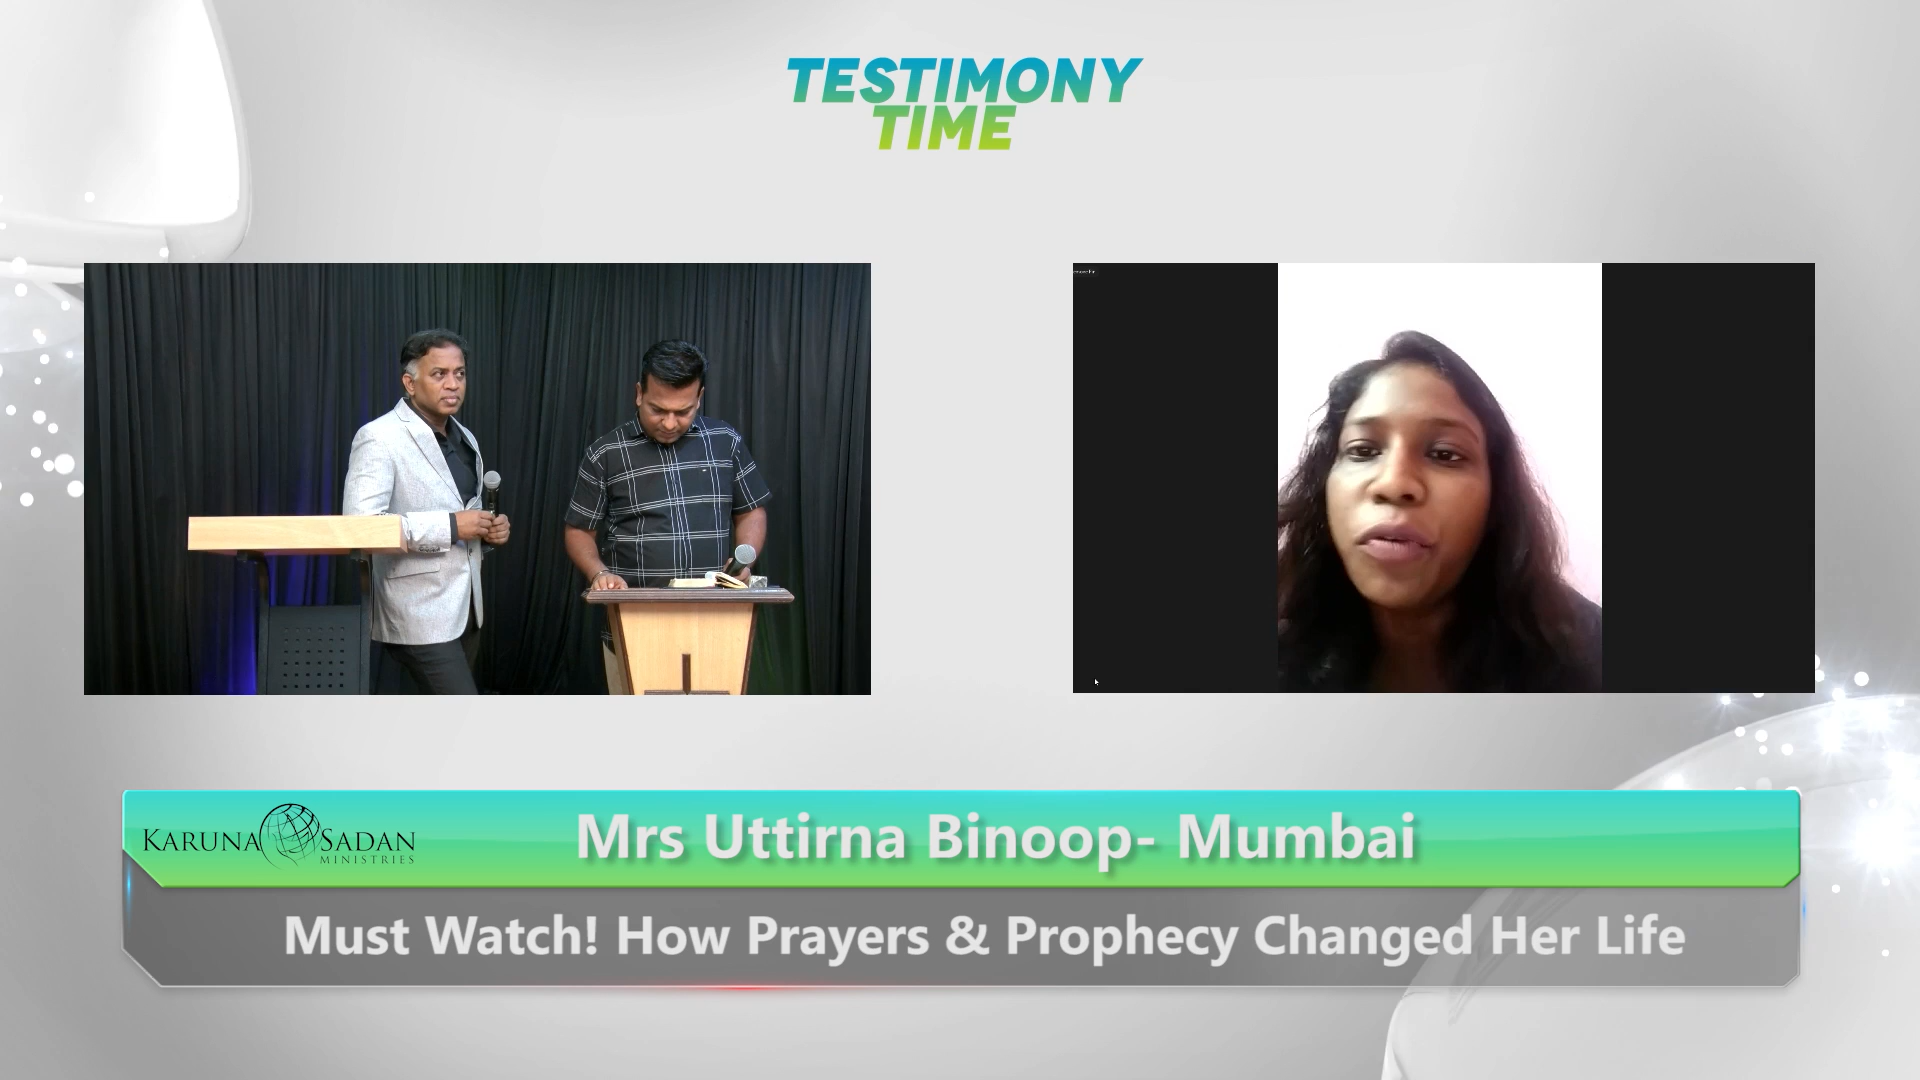 TESTIMONY
TIME
KARUNA SADAN
MINISTRIES
Mrs Uttirna Binoop- Mumbai
Must Watch! How Prayers & Prophecy Changed Her Life